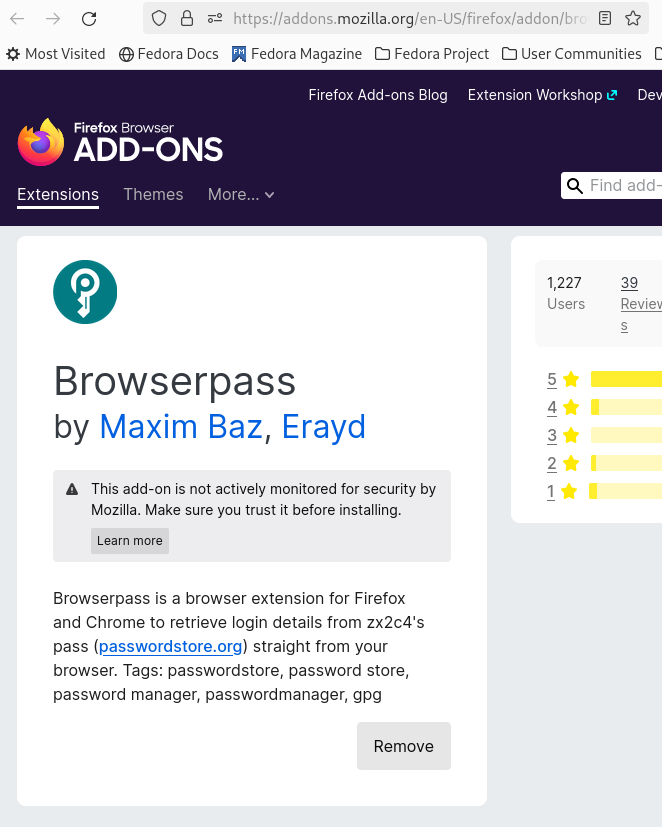 https://addons.mozilla.org/en-US/firefox/addon/bro
Most Visited Fedora Docs Fedora Magazine Fedora Project User Communities
Firefox Add-ons Blog Extension Workshop Dev
Firefox Browser
ADD-ONS
Extensions Themes More...
Find add-
Browserpass
by Maxim Baz, Erayd
This add-on is not actively monitored for security by
Mozilla. Make sure you trust it before installing.
Learn more
Browserpass is a browser extension for Firefox
and Chrome to retrieve login details from zx2c4's
pass (passwordstore.org) straight from your
browser. Tags: passwordstore, password store,
password manager, passwordmanager, gpg
Remove
1,227 39
Users Review
s
5
4
3
2
1